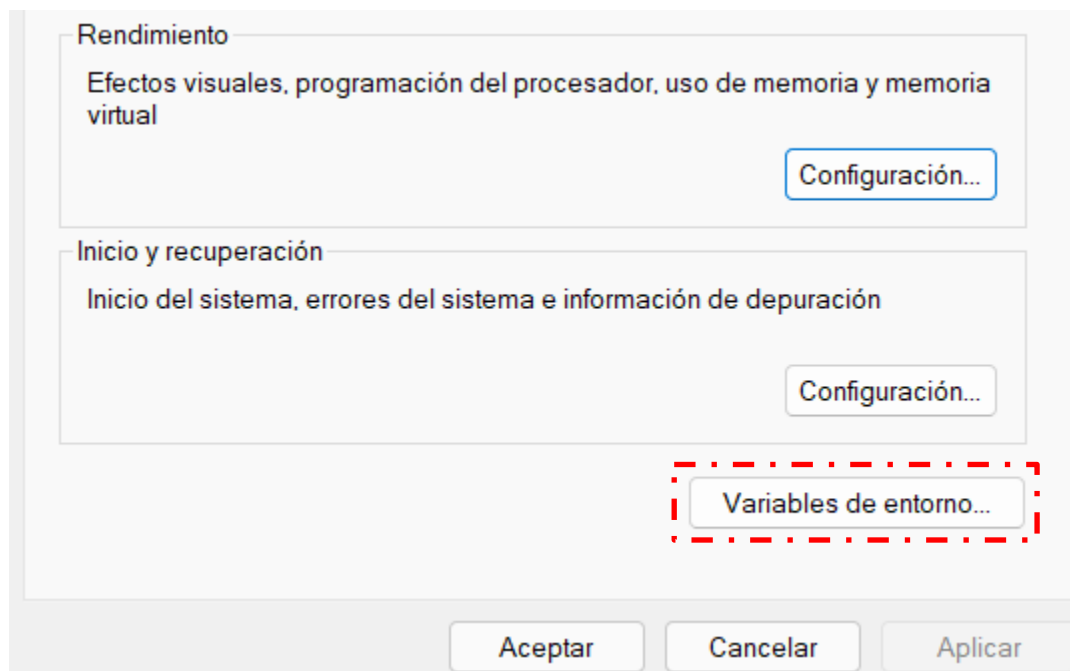 Rendimiento
Efectos visuales, programación del procesador, uso de memoria y memoria
virtual
Configuración...
Inicio y recuperación
Inicio del sistema, errores del sistema e información de depuración
Configuración...
Variables de entorno...
Aceptar
Cancelar
Aplicar